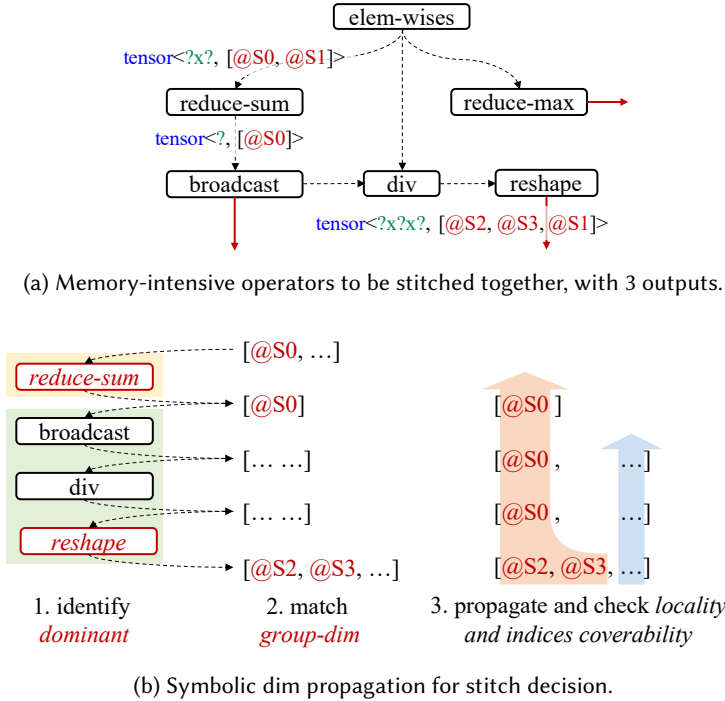 elem-wises
tensor<?x?, [@S0, @S1]>
reduce-sum
reduce-max
tensor<?, [@S0]>
broadcast
div
reshape
tensor<?x?x?, [@S2, @S3, @S1]>
(a) Memory-intensive operators to be stitched together, with 3 outputs.
[@S0, …]
reduce-sum
[@S0]
[@S0 ]
broadcast
[… …]
[@S0 , …]
div
[… …]
[@S0 , …]
reshape
[@S2, @S3, …]
[@S2, @S3, …]
1. identify
dominant
2. match
group-dim
3. propagate and check locality
and indices coverability
(b) Symbolic dim propagation for stitch decision.